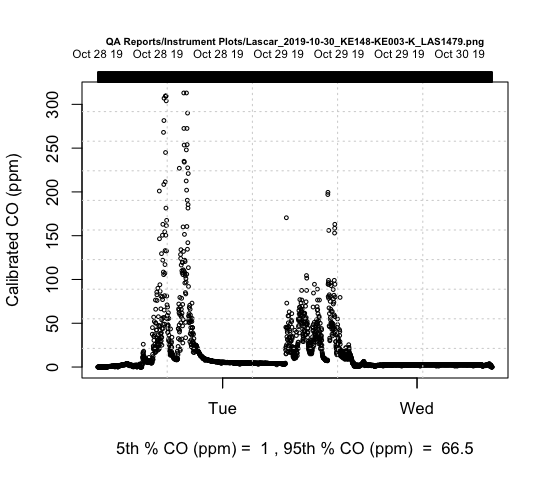 QA Reports/Instrument Plots/Lascar_2019-10-30_KE148-KE003-K_LAS1479.png
Oct 28 19 Oct 28 19 Oct 28 19 Oct 29 19 Oct 29 19 Oct 29 19 Oct 30 19
300
250
200
150
100
50
0
Calibrated CO (ppm)
Tue Wed
5th % CO (ppm) = 1 , 95th % CO (ppm) = 66.5